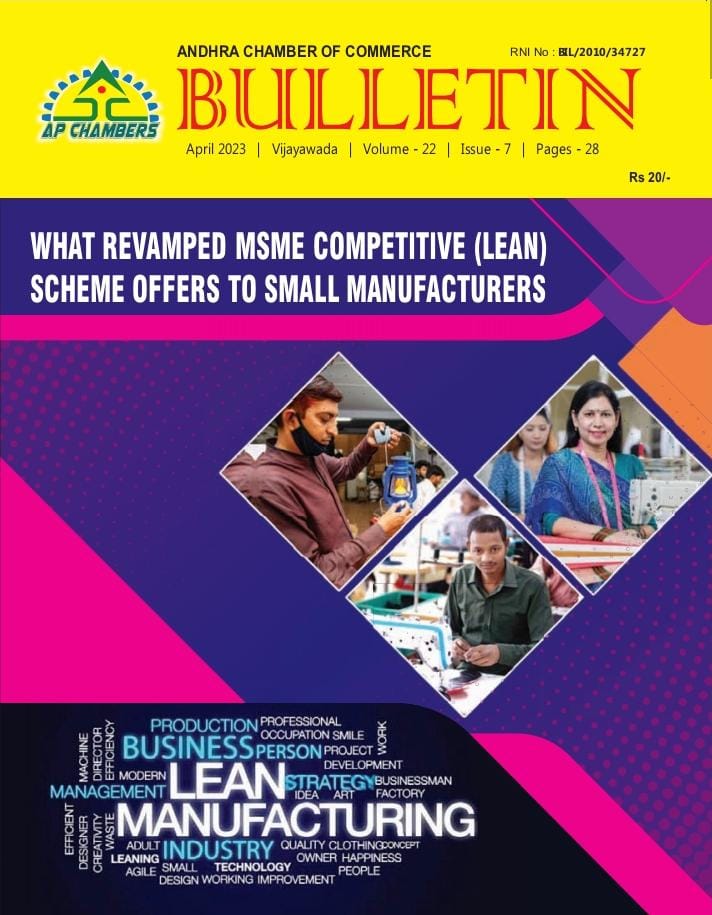 ANDHRA CHAMBER OF COMMERCE
RNI No : BIL/2010/34727
BULLETIN
AP CHAMBERS
April 2023 | Vijayawada | Volume - 22 | Issue - 7 | Pages - 28
Rs 20/-
WHAT REVAMPED MSME COMPETITIVE (LEAN)
SCHEME OFFERS TO SMALL MANUFACTURERS
PRODUCTION PROFESSIONAL
OCCUPATION SMILE
WORK
MACHINE
DIRECTOR
EFFICIENCY
BUSINESS PERSON PROJECT
DEVELOPMENT
MODERN LEAN STRATEGY BUSINESSMAN
MANAGEMENT IDEA ART FACTORY
MANUFACTURING
EFFICIENT
DESIGNER
CREATIVITY
WASTE
ADULT INDUSTRY QUALITY CLOTHING CONCEPT
LEANING OWNER HAPPINESS
AGILE SMALL TECHNOLOGY PEOPLE
DESIGN WORKING IMPROVEMENT